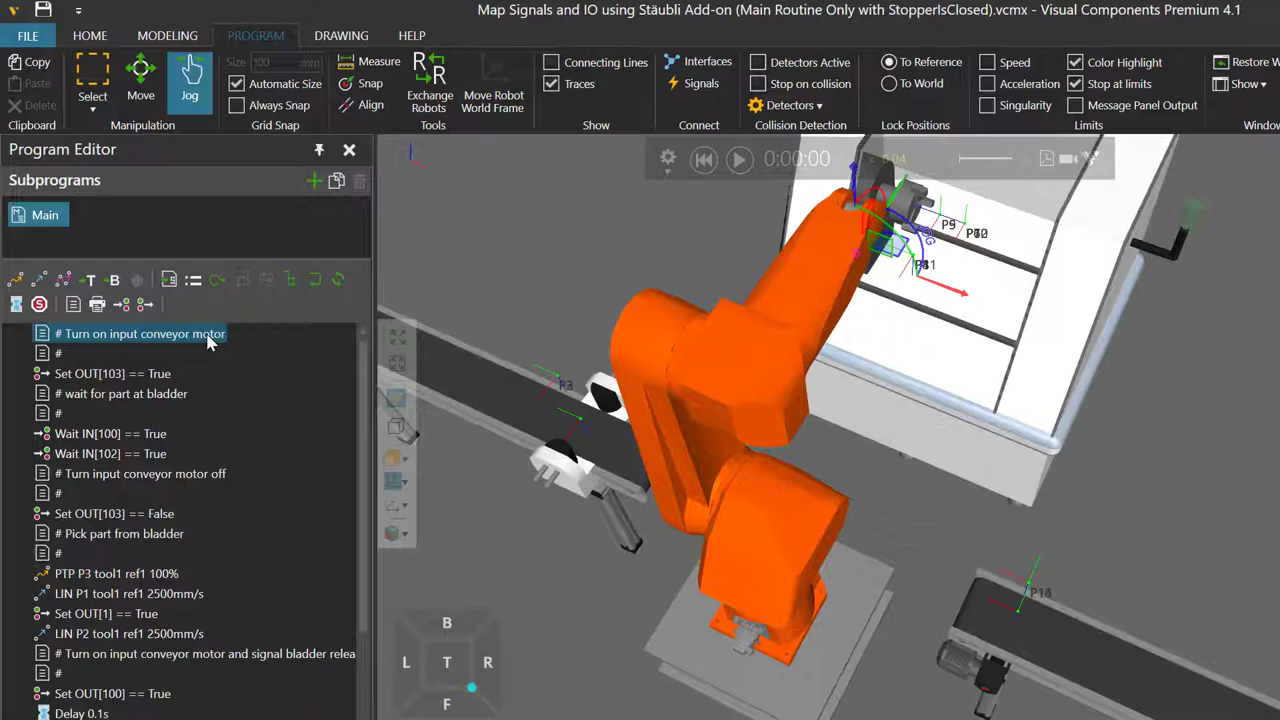 Map Signals and IO using Stäubli Add-on (Main Routine Only with StopperIsClosed).vcmx - Visual Components Premium 4.1
FILE HOME MODELING PROGRAM DRAWING HELP
Copy
Paste
Delete
Clipboard
Select
Move
Jog
Manipulation
Size 100 mm
Automatic Size
Always Snap
Grid Snap
Measure
Snap
Align
Exchange Robots
Move Robot World Frame
Tools
Connecting Lines
Traces
Show
Interfaces
Signals
Connect
Detectors Active
Stop on collision
Detectors
Collision Detection
To Reference
To World
Lock Positions
Speed
Acceleration
Singularity
Color Highlight
Stop at limits
Message Panel Output
Limits
Restore W
Show
Windo
Program Editor
Subprograms
Main
# Turn on input conveyor motor
#
Set OUT[103] == True
# wait for part at bladder
#
Wait IN[100] == True
Wait IN[102] == True
# Turn input conveyor motor off
#
Set OUT[103] == False
# Pick part from bladder
#
PTP P3 tool1 ref1 100%
LIN P1 tool1 ref1 2500mm/s
Set OUT[1] == True
LIN P2 tool1 ref1 2500mm/s
# Turn on input conveyor motor and signal bladder relea
#
Set OUT[100] == True
Delay 0.1s
0:00:00
P9
B
L T R
F